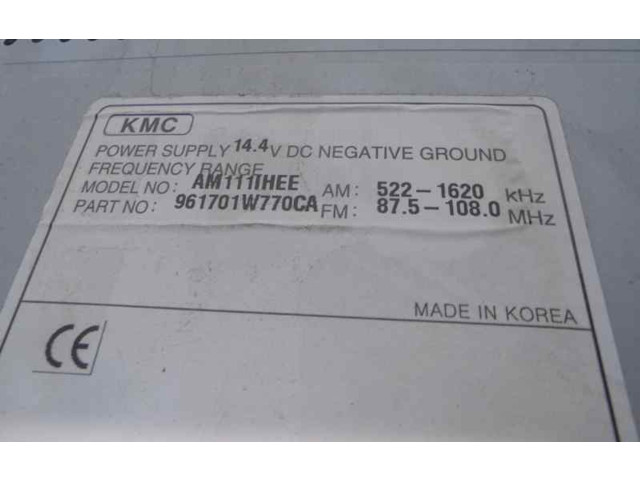 KMC
POWER SUPPLY 14.4V DC NEGATIVE GROUND
FREQUENCY RANGE
MODEL NO: AM111IHEE AM: 522-1620 kHz
PART NO: 961701W770CA FM: 87.5-108.0 MHz
MADE IN KOREA
CE